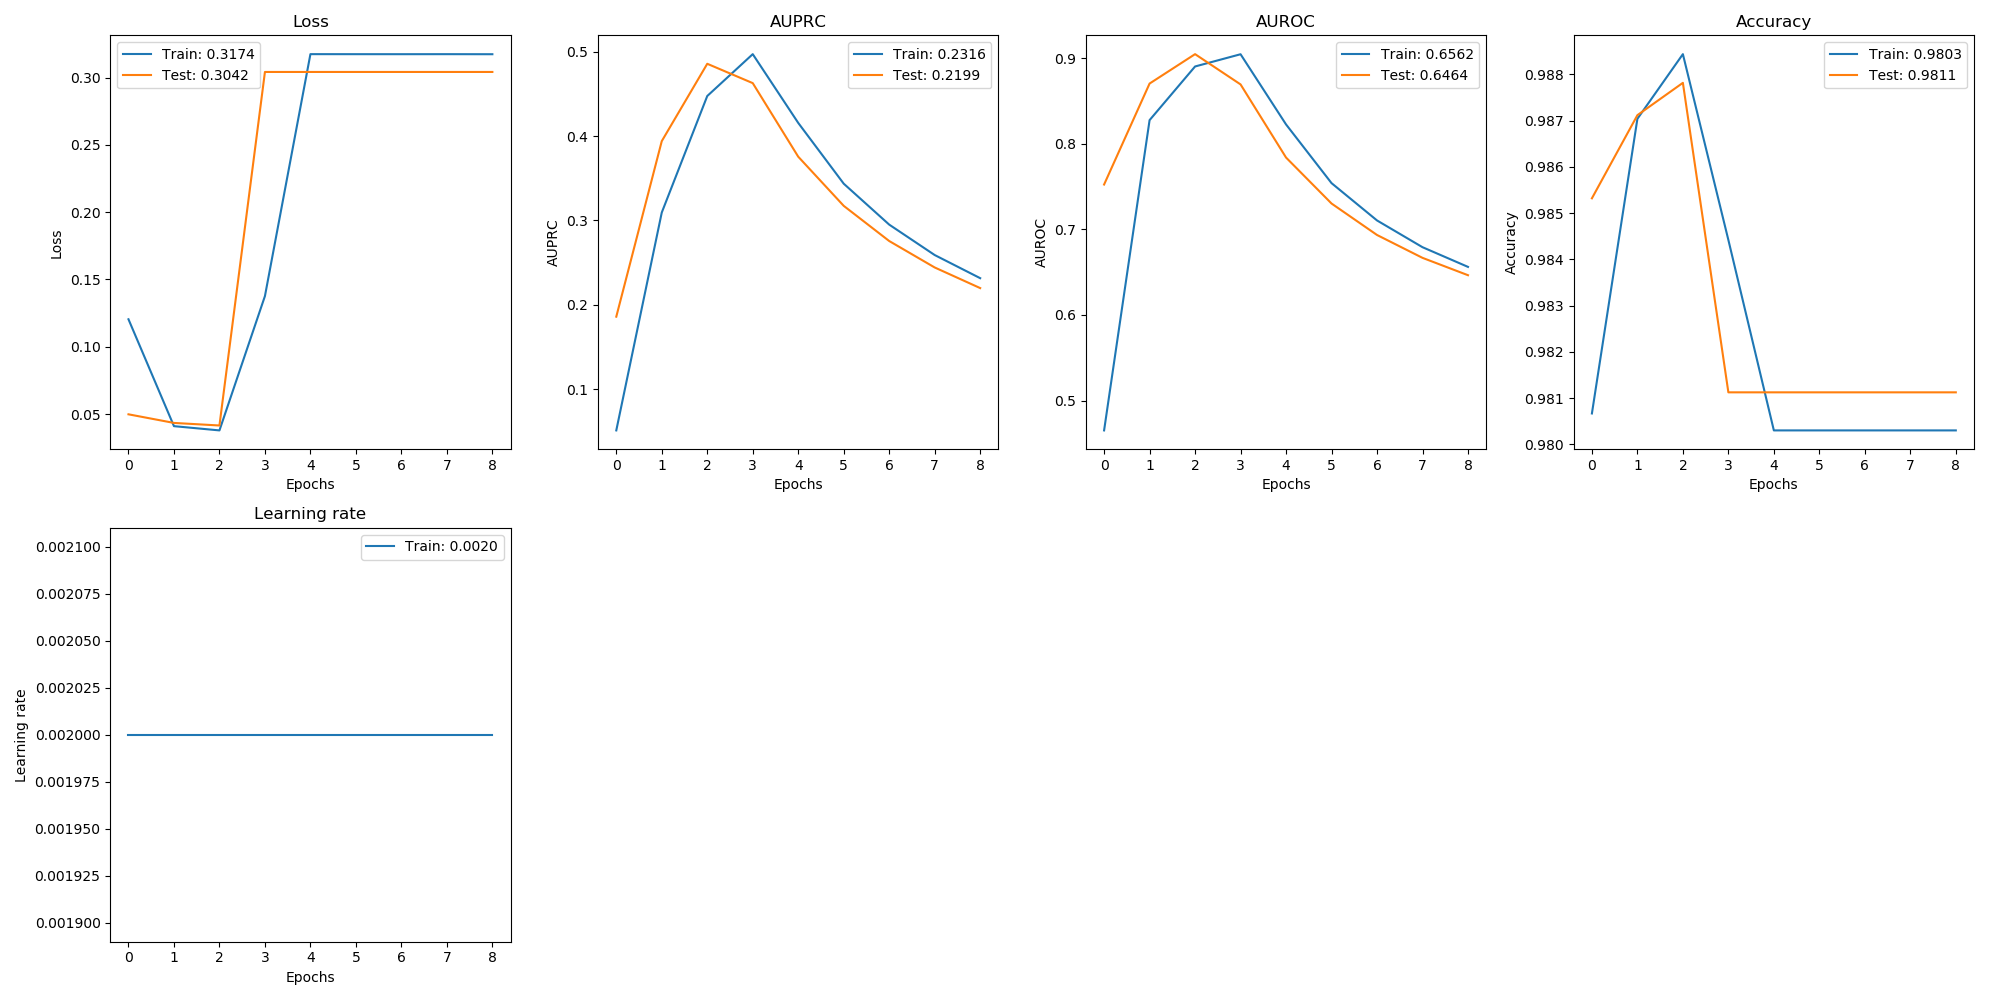 Loss
Train: 0.3174
Test: 0.3042
0.30
0.25
0.20
0.15
0.10
0.05
Loss
0 1 2 3 4 5 6 7 8
Epochs
AUPRC
Train: 0.2316
Test: 0.2199
0.5
0.4
0.3
0.2
0.1
AUPRC
0 1 2 3 4 5 6 7 8
Epochs
AUROC
Train: 0.6562
Test: 0.6464
0.9
0.8
0.7
0.6
0.5
AUROC
0 1 2 3 4 5 6 7 8
Epochs
Accuracy
Train: 0.9803
Test: 0.9811
0.988
0.987
0.986
0.985
0.984
0.983
0.982
0.981
0.980
Accuracy
0 1 2 3 4 5 6 7 8
Epochs
Learning rate
Train: 0.0020
0.002100
0.002075
0.002050
0.002025
0.002000
0.001975
0.001950
0.001925
0.001900
Learning rate
0 1 2 3 4 5 6 7 8
Epochs